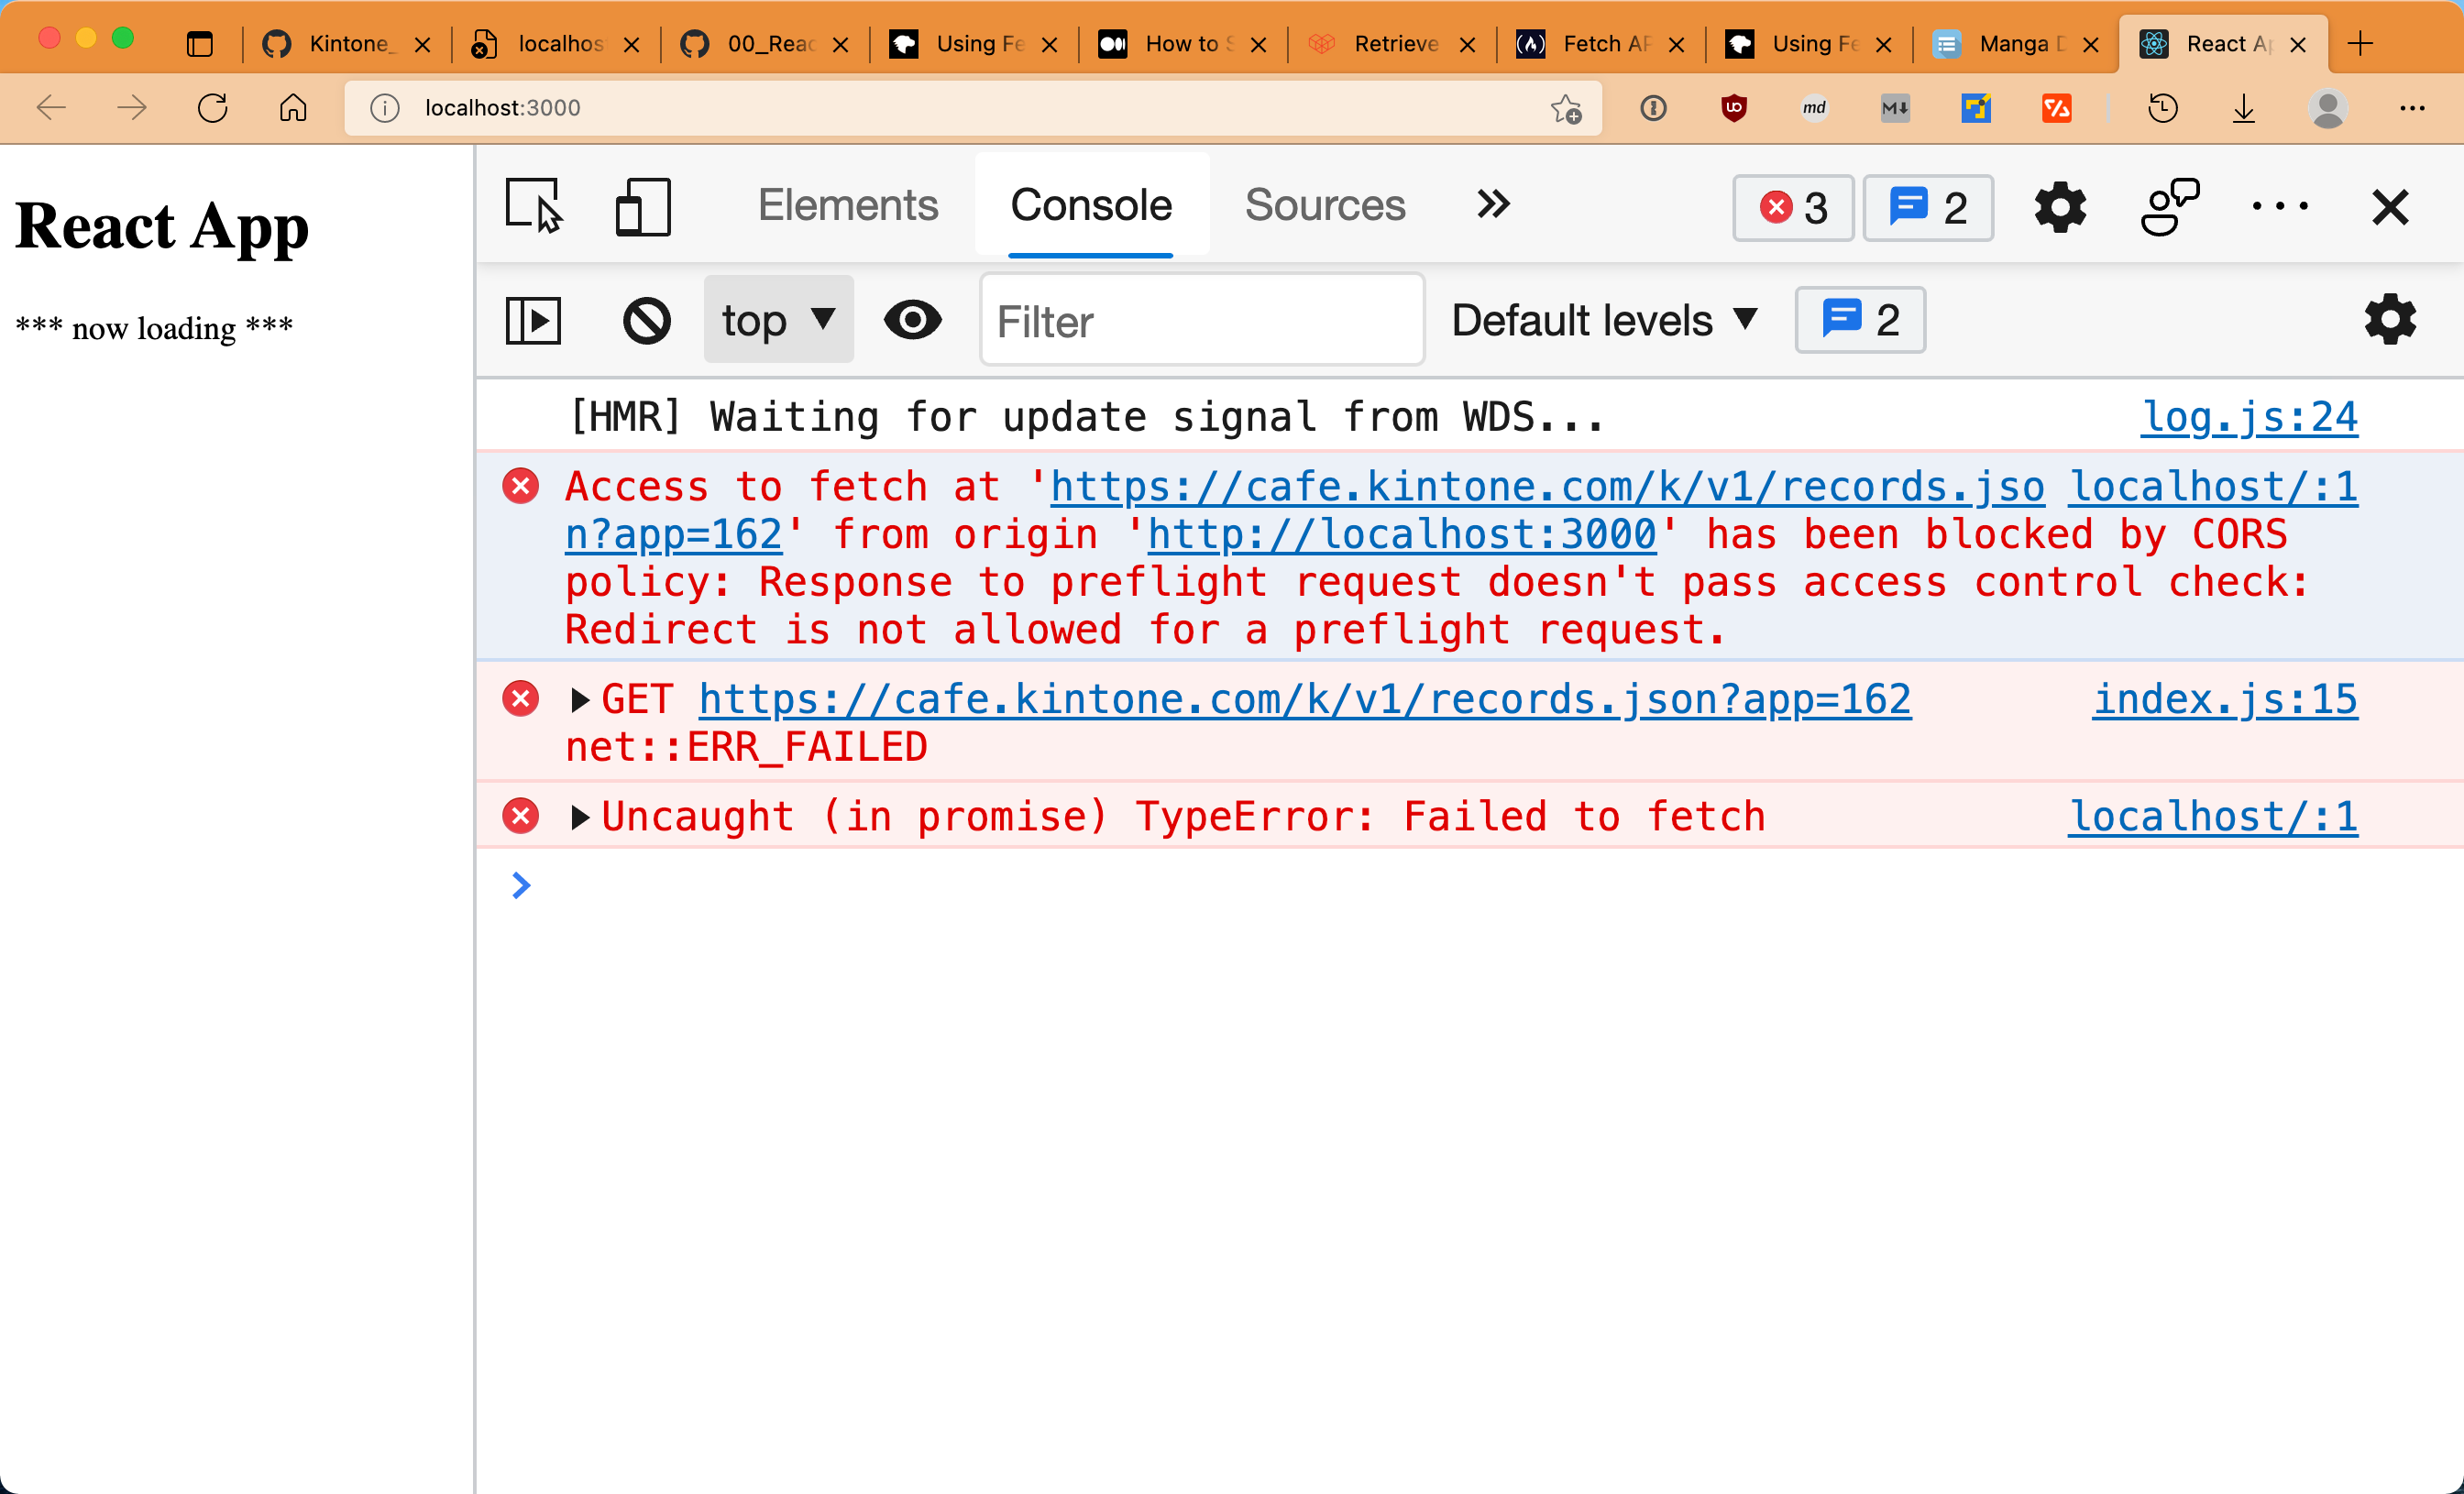 Kintone_
localhos
00_Reac
Using Fe
How to S
Retrieve
Fetch AP
Using Fe
Manga D
React Ap
localhost:3000
md
M
React App
*** now loading ***
Elements
Console
Sources
3
2
top
Filter
Default levels
2
[HMR] Waiting for update signal from WDS... log.js:24
Access to fetch at 'https://cafe.kintone.com/k/v1/records.jso localhost/:1
n?app=162' from origin 'http://localhost:3000' has been blocked by CORS
policy: Response to preflight request doesn't pass access control check:
Redirect is not allowed for a preflight request.
GET https://cafe.kintone.com/k/v1/records.json?app=162 index.js:15
net::ERR_FAILED
Uncaught (in promise) TypeError: Failed to fetch localhost/:1